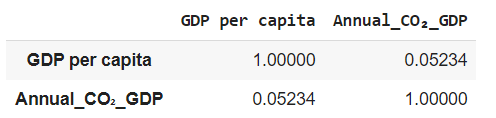 GDP per capita Annual_CO₂_GDP
GDP per capita 1.00000 0.05234
Annual_CO₂_GDP 0.05234 1.00000